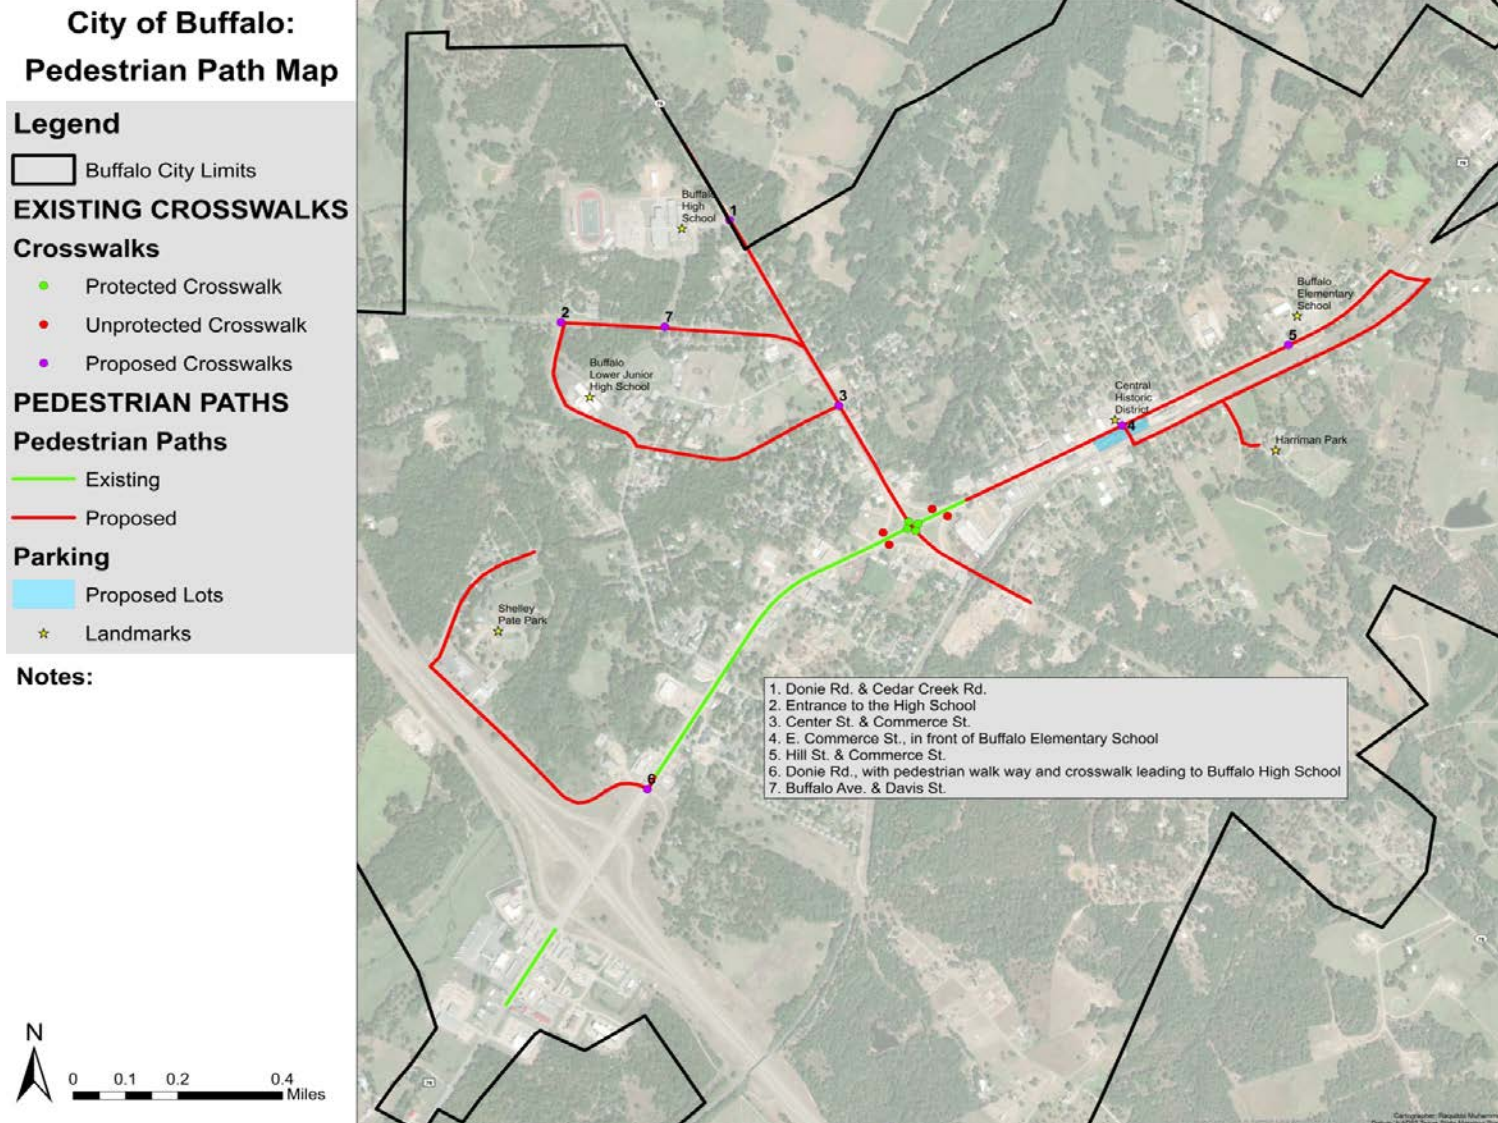 City of Buffalo:
Pedestrian Path Map
Legend
Buffalo City Limits
EXISTING CROSSWALKS
Crosswalks
Protected Crosswalk
Unprotected Crosswalk
Proposed Crosswalks
PEDESTRIAN PATHS
Pedestrian Paths
Existing
Proposed
Parking
Proposed Lots
Landmarks
Notes:
N
0 0.1 0.2 0.4
Miles
Buffalo
High
School
1
2
7
Buffalo
Lower Junior
High School
3
Buffalo
Elementary
School
5
Central
Historic
District
4
Harriman Park
Shelley
Pate Park
6
1. Donie Rd. & Cedar Creek Rd.
2. Entrance to the High School
3. Center St. & Commerce St.
4. E. Commerce St., in front of Buffalo Elementary School
5. Hill St. & Commerce St.
6. Donie Rd., with pedestrian walk way and crosswalk leading to Buffalo High School
7. Buffalo Ave. & Davis St.